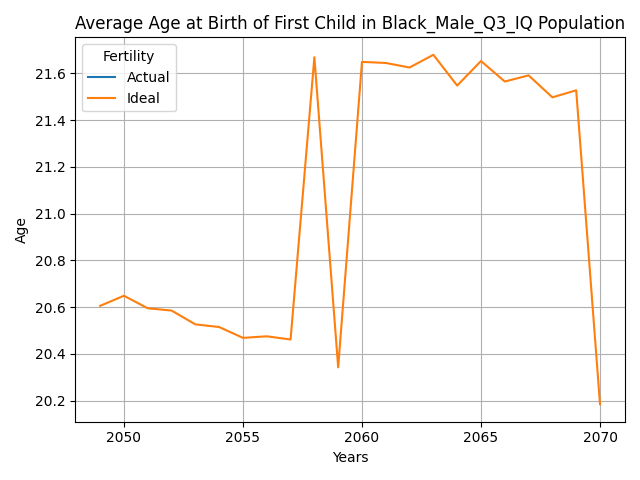 Average Age at Birth of First Child in Black_Male_Q3_IQ Population
Fertility
Actual
Ideal
21.6
21.4
21.2
21.0
20.8
20.6
20.4
20.2
Age
2050 2055 2060 2065 2070
Years